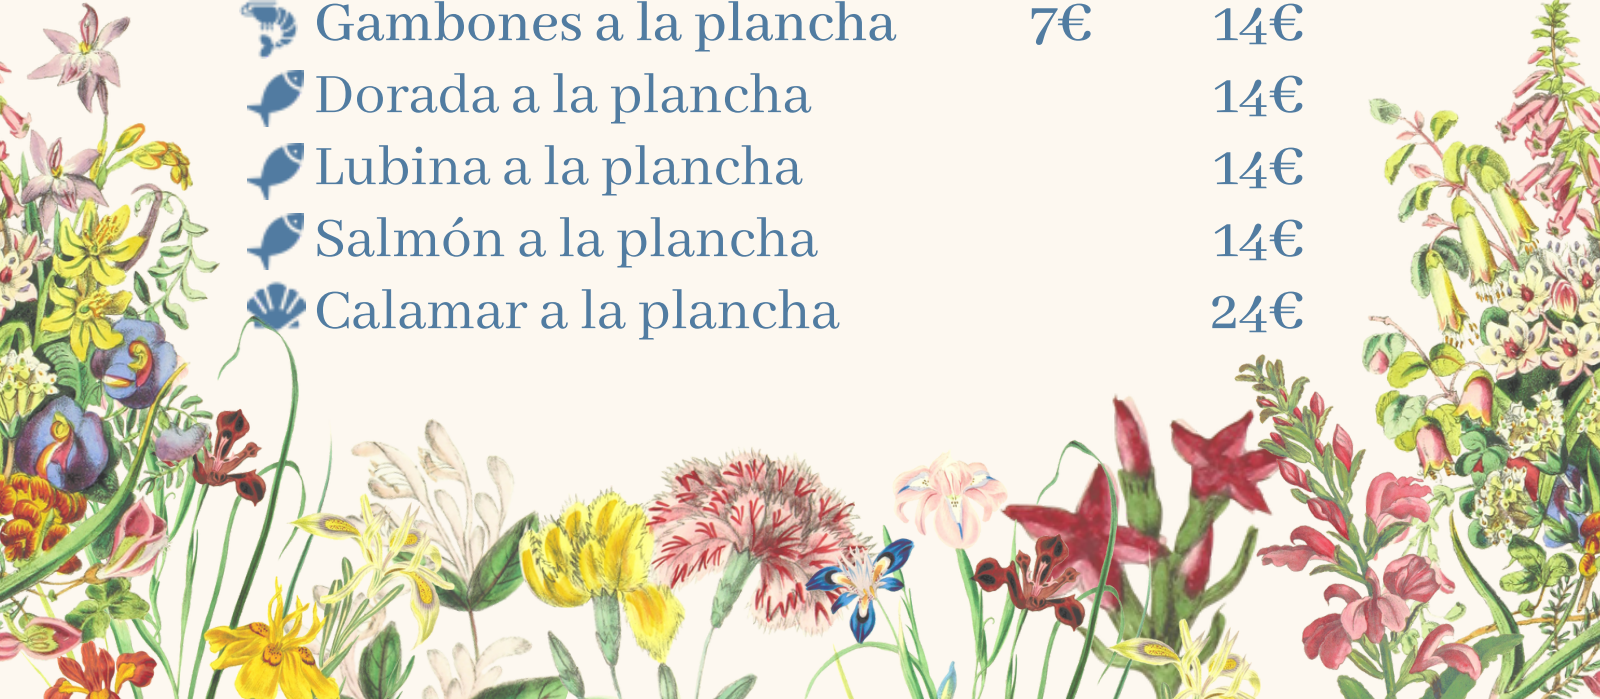 Gambones a la plancha 7€ 14€
Dorada a la plancha 14€
Lubina a la plancha 14€
Salmón a la plancha 14€
Calamar a la plancha 24€